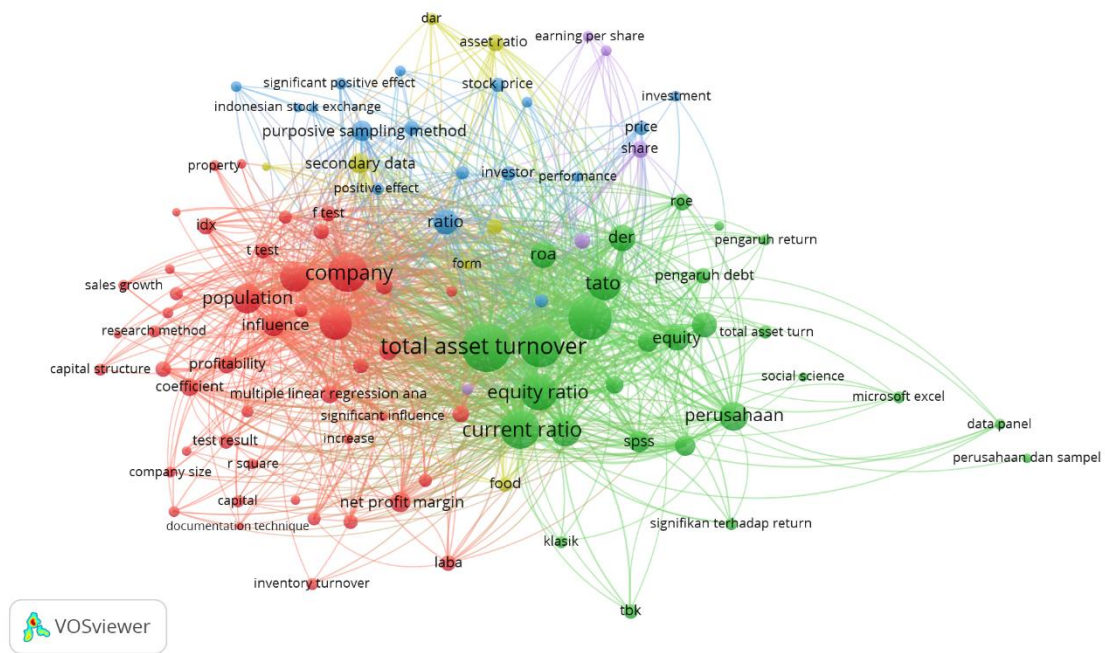 dar
asset ratio
earning per share
significant positive effect
stock price
investment
indonesian stock exchange
purposive sampling method
price
share
secondary data
property
investor
performance
positive effect
roe
f test
idx
ratio
der
pengaruh return
t test
roa
form
company
pengaruh debt
sales growth
tato
population
research method
influence
total asset turnover
equity
total asset turn
capital structure
profitability
coefficient
multiple linear regression ana
equity ratio
social science
microsoft excel
significant influence
perusahaan
data panel
test result
increase
current ratio
spss
perusahaan dan sampel
company size
r square
food
capital
net profit margin
documentation technique
signifikan terhadap return
klasik
laba
inventory turnover
tbk
VOSviewer